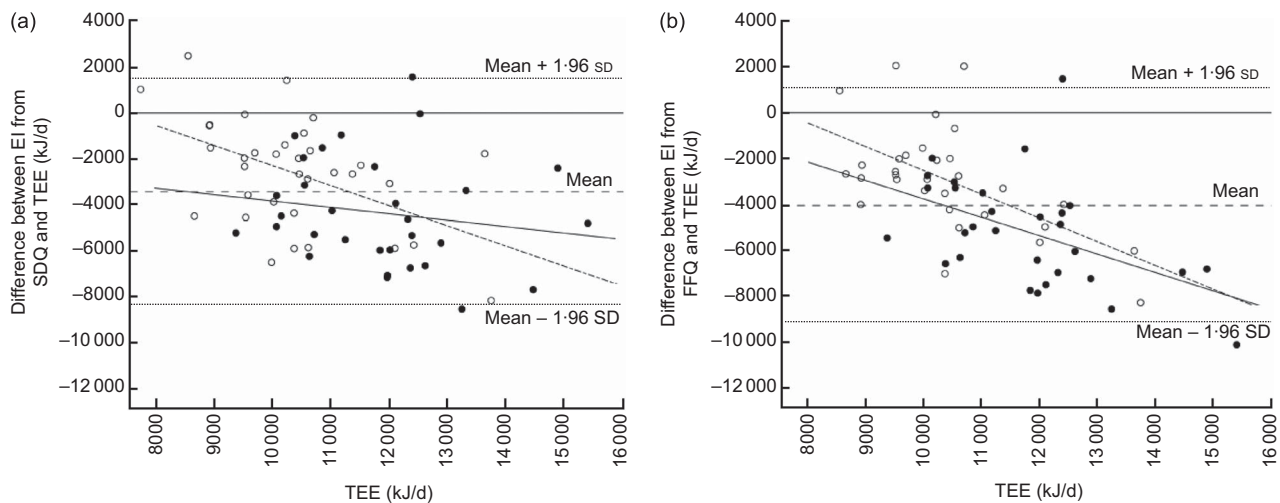 (a)
4000
2000
0
–2000
–4000
–6000
–8000
–10 000
–12 000
Difference between EI from
SDQ and TEE (kJ/d)
Mean + 1·96 SD
Mean
Mean – 1·96 SD
8000
9000
10 000
11 000
12 000
13 000
14 000
15 000
16 000
TEE (kJ/d)
(b)
4000
2000
0
–2000
–4000
–6000
–8000
–10 000
–12 000
Difference between EI from
FFQ and TEE (kJ/d)
Mean + 1·96 SD
Mean
Mean – 1·96 SD
8000
9000
10 000
11 000
12 000
13 000
14 000
15 000
16 000
TEE (kJ/d)